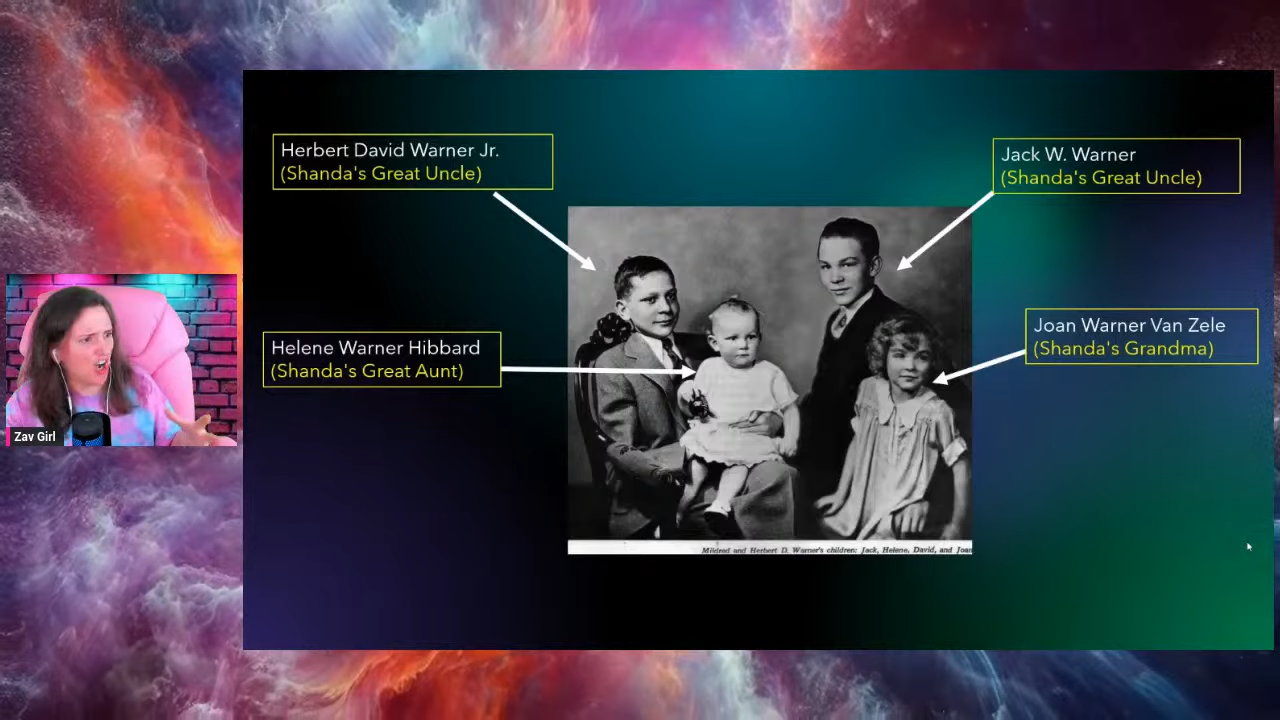 Herbert David Warner Jr.
(Shanda's Great Uncle)
Jack W. Warner
(Shanda's Great Uncle)
Helene Warner Hibbard
(Shanda's Great Aunt)
Joan Warner Van Zele
(Shanda's Grandma)
Zav Girl
Mildred and Herbert D. Warner's children: Jack, Helene, David, and Joan